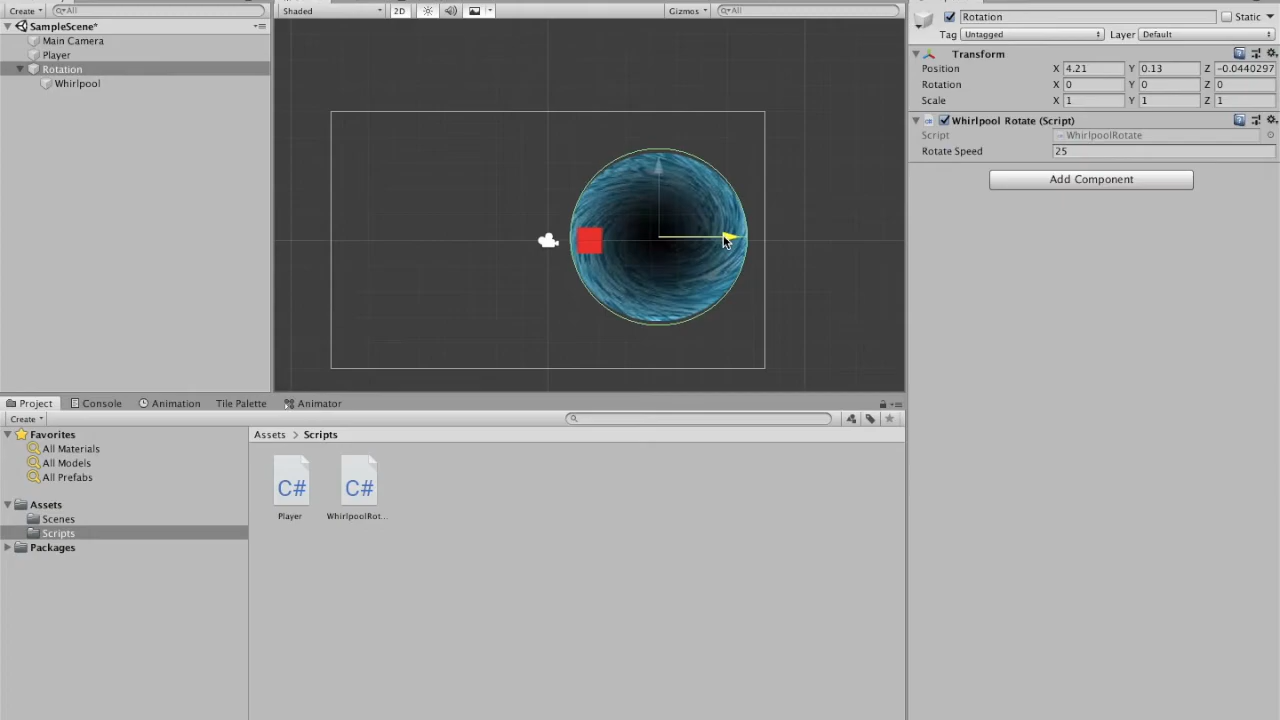 Create
All
SampleScene*
Main Camera
Player
Rotation
Whirlpool
Shaded
2D
Gizmos
All
Rotation
Static
Tag Untagged Layer Default
Transform
Position X 4.21 Y 0.13 Z -0.0440297
Rotation X 0 Y 0 Z 0
Scale X 1 Y 1 Z 1
Whirlpool Rotate (Script)
Script WhirlpoolRotate
Rotate Speed 25
Add Component
Project Console Animation Tile Palette Animator
Create
Favorites
All Materials
All Models
All Prefabs
Assets
Scenes
Scripts
Packages
Assets > Scripts
C# C#
Player WhirlpoolRot...